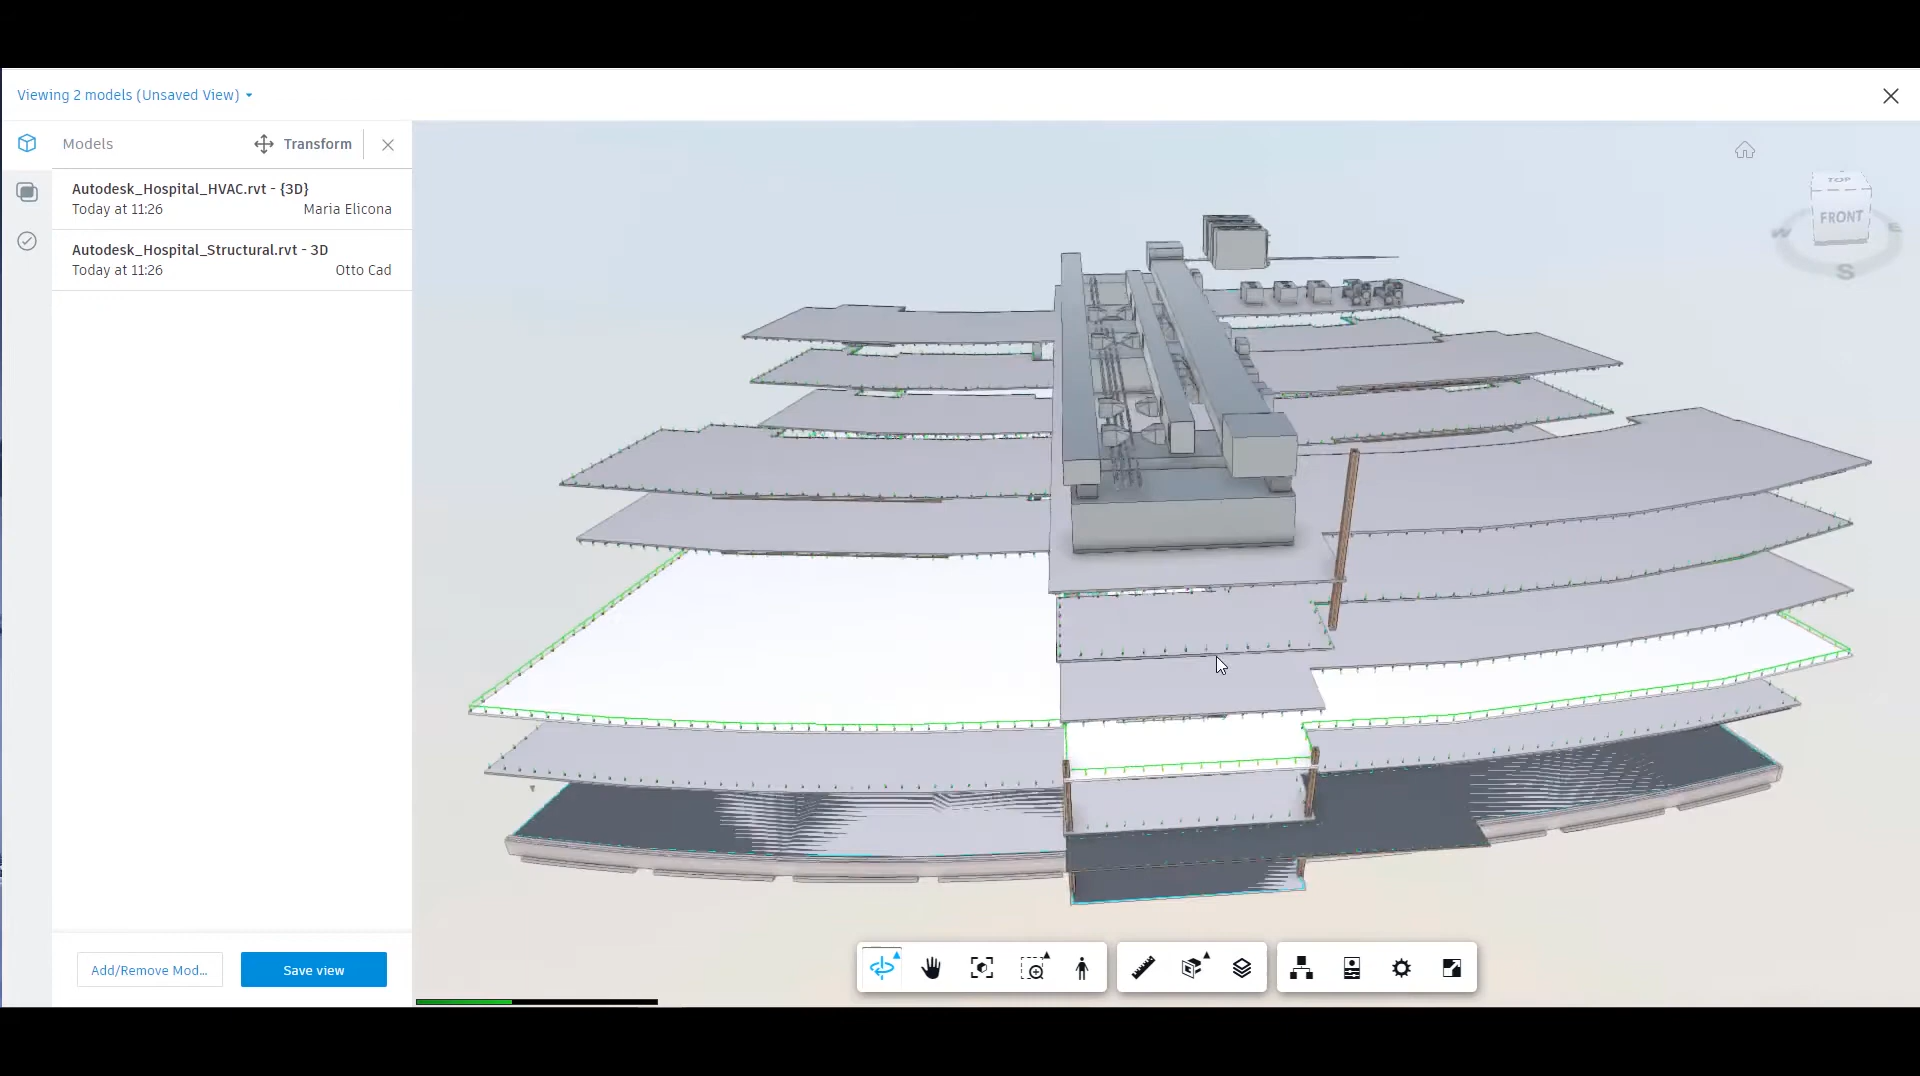 Viewing 2 models (Unsaved View)
Models
Transform
Autodesk_Hospital_HVAC.rvt - {3D}
Today at 11:26 Maria Elicona
Autodesk_Hospital_Structural.rvt - 3D
Today at 11:26 Otto Cad
TOP
FRONT
W
E
S
Add/Remove Mod...
Save view